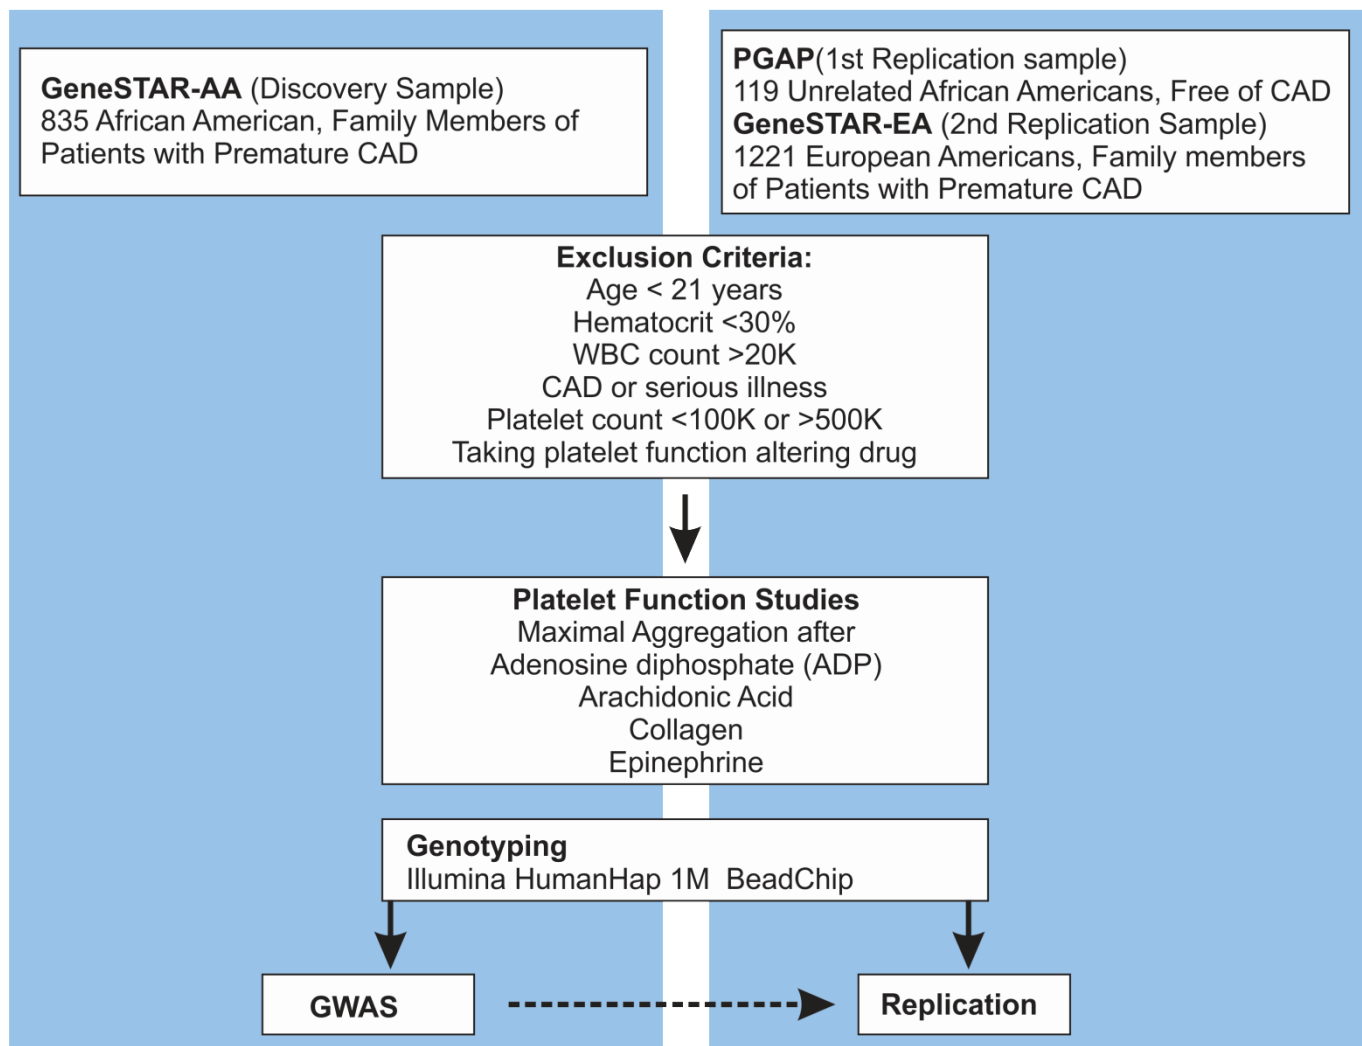 GeneSTAR-AA (Discovery Sample)
835 African American, Family Members of
Patients with Premature CAD
PGAP(1st Replication sample)
119 Unrelated African Americans, Free of CAD
GeneSTAR-EA (2nd Replication Sample)
1221 European Americans, Family members
of Patients with Premature CAD
Exclusion Criteria:
Age < 21 years
Hematocrit <30%
WBC count >20K
CAD or serious illness
Platelet count <100K or >500K
Taking platelet function altering drug
Platelet Function Studies
Maximal Aggregation after
Adenosine diphosphate (ADP)
Arachidonic Acid
Collagen
Epinephrine
Genotyping
Illumina HumanHap 1M BeadChip
GWAS
Replication